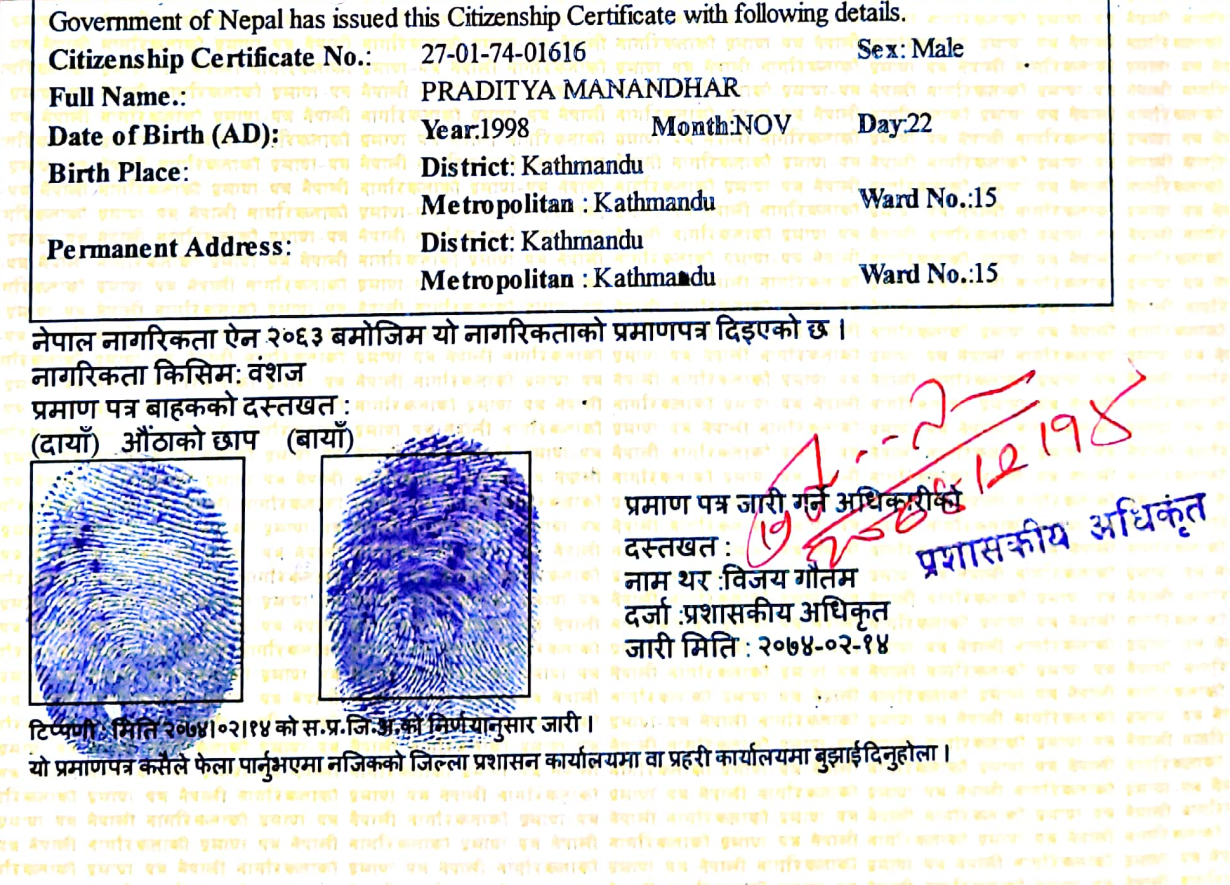 Government of Nepal has issued this Citizenship Certificate with following details.
Citizenship Certificate No.: 27-01-74-01616 Sex: Male
Full Name.: PRADITYA MANANDHAR
Date of Birth (AD): Year:1998 Month:NOV Day:22
Birth Place: District: Kathmandu
Metropolitan : Kathmandu Ward No.:15
Permanent Address: District: Kathmandu
Metropolitan : Kathmandu Ward No.:15
नेपाल नागरिकता ऐन २०६३ बमोजिम यो नागरिकताको प्रमाणपत्र दिइएको छ ।
नागरिकता किसिम: वंशज
प्रमाण पत्र बाहकको दस्तखत :
(दायाँ) औंठाको छाप (बायाँ)
प्रमाण पत्र जारी गर्ने अधिकारीको
दस्तखत :
प्रशासकीय अधिकृत
नाम थर :विजय गौतम
दर्जा :प्रशासकीय अधिकृत
जारी मिति : २०७४-०२-१४
टिप्पणी : मिति २०७४।०२।१४ को स.प्र.जि.अ.को निर्णयानुसार जारी ।
यो प्रमाणपत्र कसैले फेला पार्नुभएमा नजिकको जिल्ला प्रशासन कार्यालयमा वा प्रहरी कार्यालयमा बुझाईदिनुहोला ।